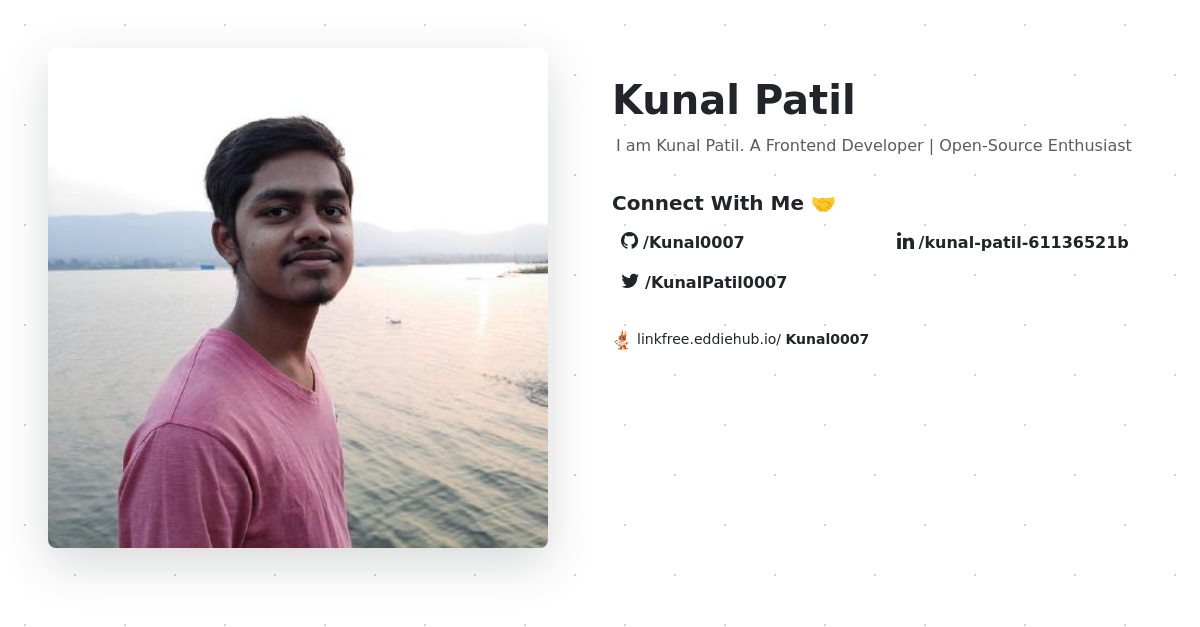 Kunal Patil
I am Kunal Patil. A Frontend Developer | Open-Source Enthusiast
Connect With Me 🤝
/Kunal0007
/kunal-patil-61136521b
/KunalPatil0007
linkfree.eddiehub.io/ Kunal0007